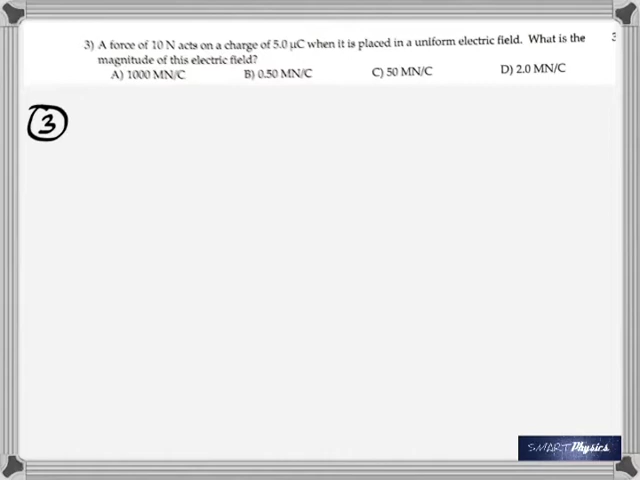 3) A force of 10 N acts on a charge of 5.0 µC when it is placed in a uniform electric field. What is the 3
magnitude of this electric field?
A) 1000 MN/C B) 0.50 MN/C C) 50 MN/C D) 2.0 MN/C
3
SMART Physics